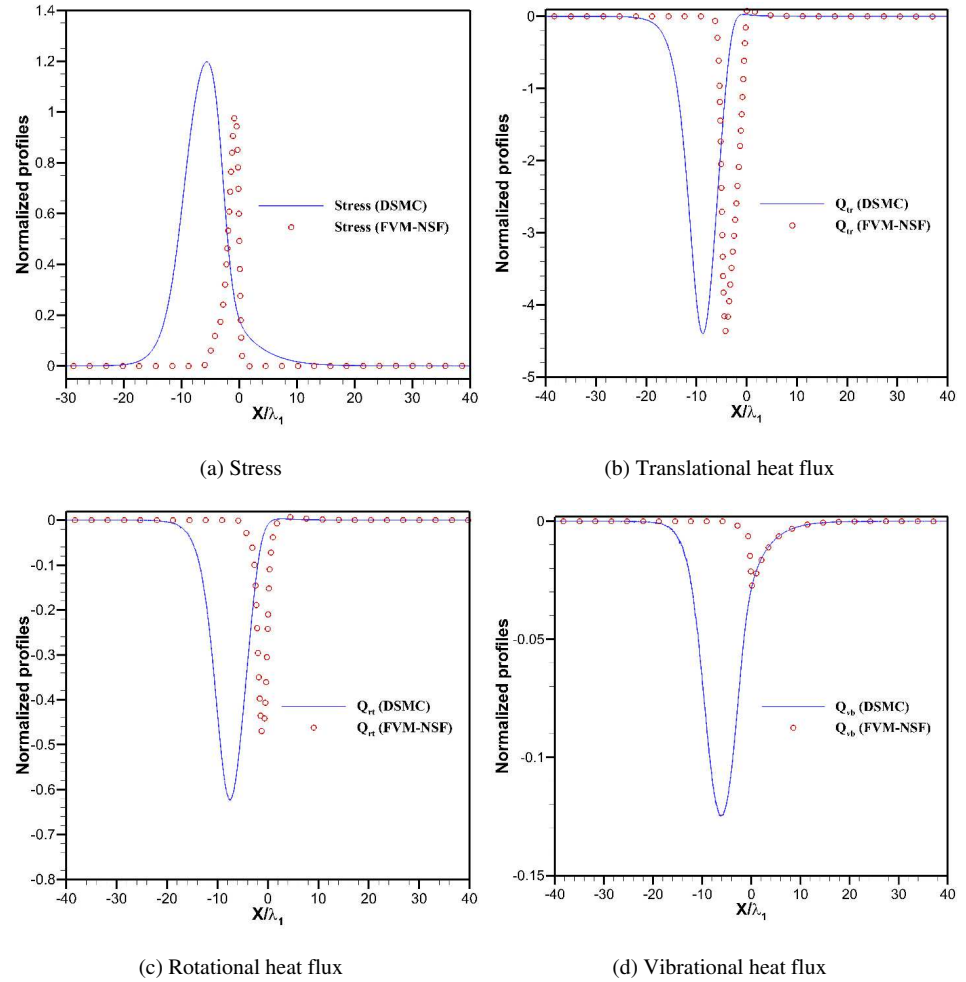 Normalized profiles
1.4
1.2
1
0.8
0.6
0.4
0.2
0
Stress (DSMC)
Stress (FVM-NSF)
-30 -20 -10 0 10 20 30 40
X/λ₁
(a) Stress
Normalized profiles
0
-1
-2
-3
-4
-5
Q_tr (DSMC)
Q_tr (FVM-NSF)
-40 -30 -20 -10 0 10 20 30 40
X/λ₁
(b) Translational heat flux
Normalized profiles
0
-0.1
-0.2
-0.3
-0.4
-0.5
-0.6
-0.7
-0.8
Q_rt (DSMC)
Q_rt (FVM-NSF)
-40 -30 -20 -10 0 10 20 30 40
X/λ₁
(c) Rotational heat flux
Normalized profiles
0
-0.05
-0.1
-0.15
Q_vb (DSMC)
Q_vb (FVM-NSF)
-40 -30 -20 -10 0 10 20 30 40
X/λ₁
(d) Vibrational heat flux